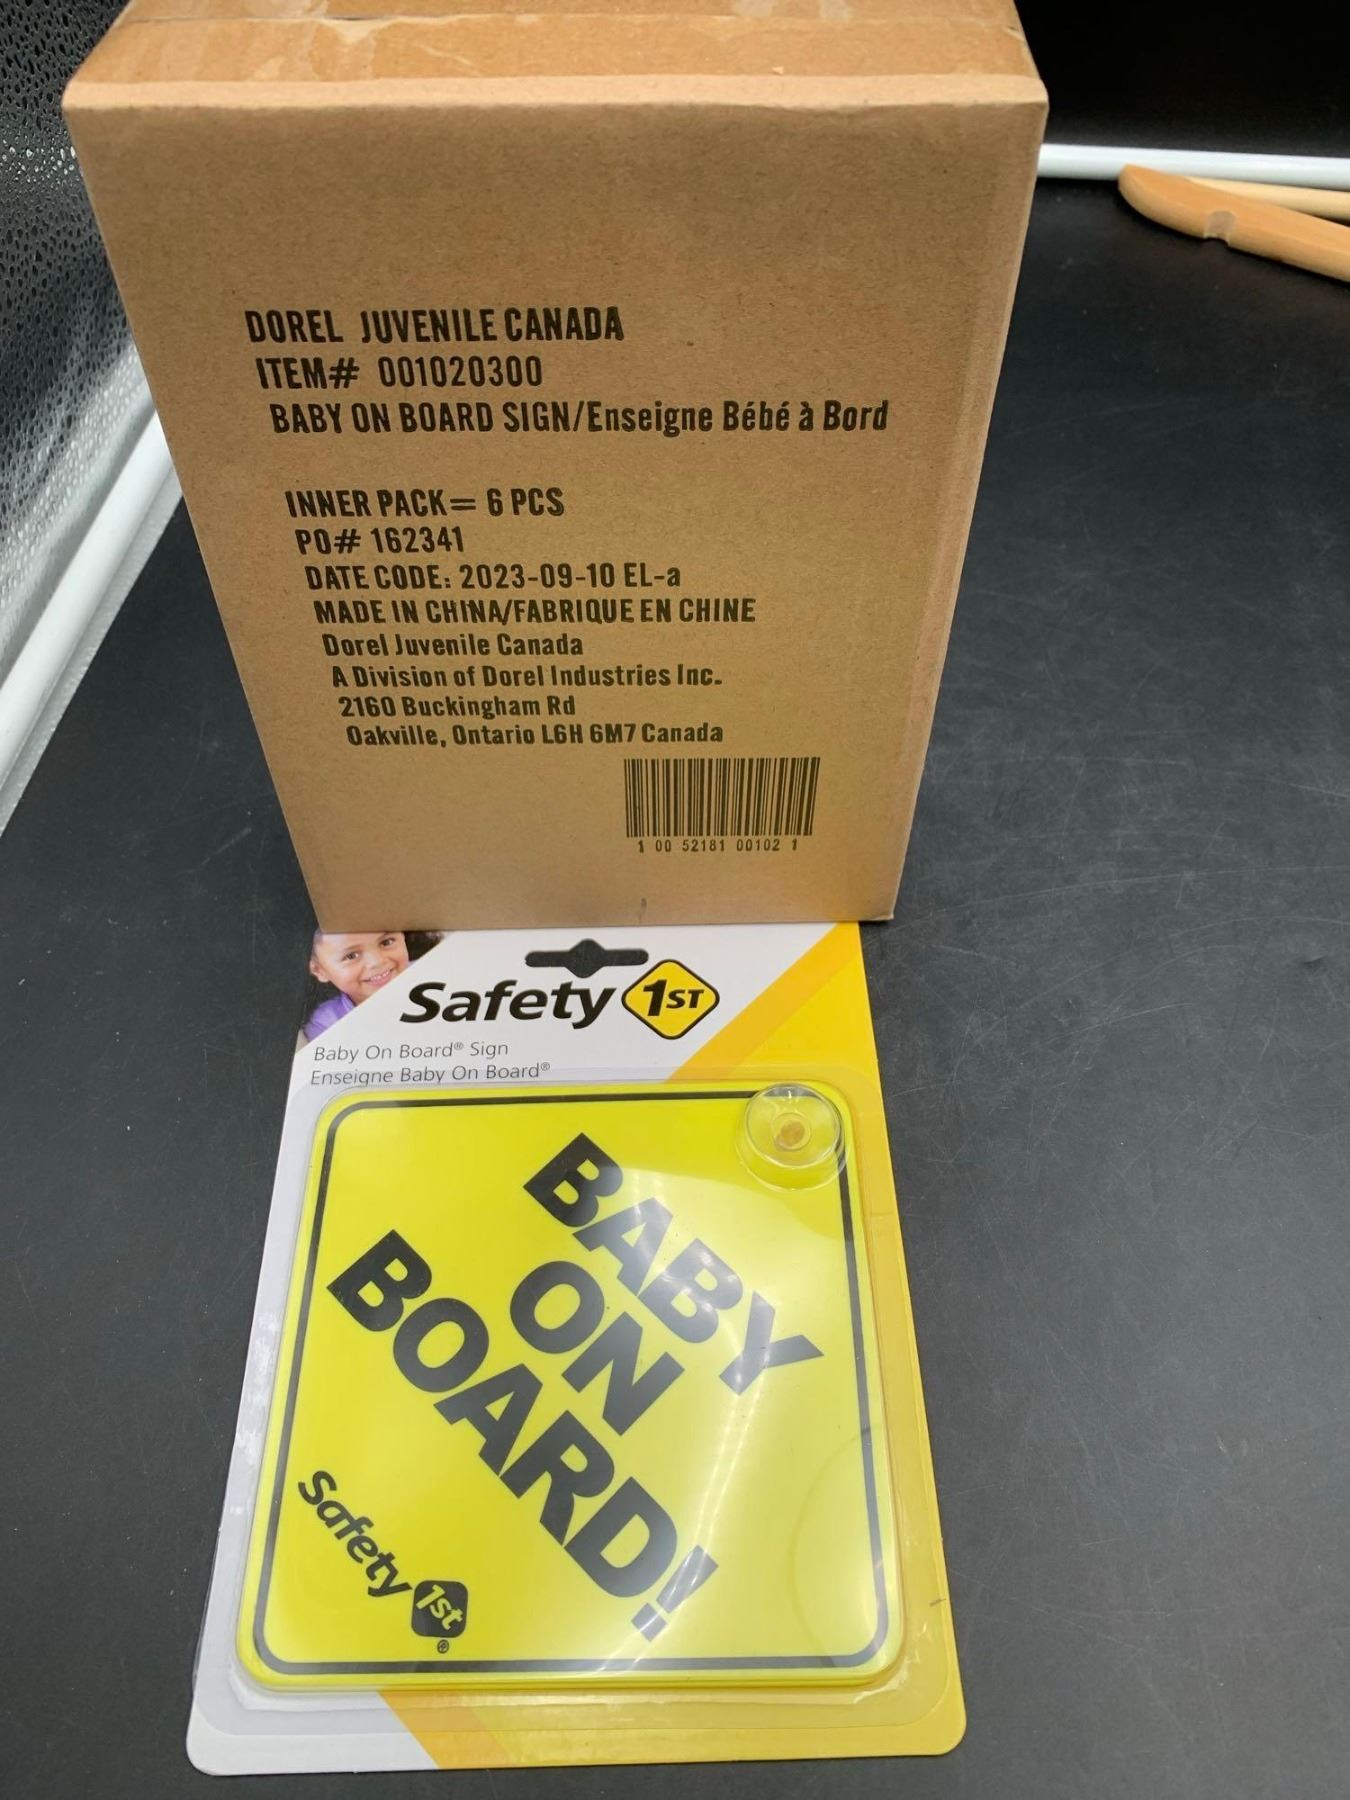 DOREL JUVENILE CANADA
ITEM# 001020300
BABY ON BOARD SIGN/Enseigne Bébé à Bord
INNER PACK= 6 PCS
PO# 162341
DATE CODE: 2023-09-10 EL-a
MADE IN CHINA/FABRIQUE EN CHINE
Dorel Juvenile Canada
A Division of Dorel Industries Inc.
2160 Buckingham Rd
Oakville, Ontario L6H 6M7 Canada
1 00 52181 00102 1
Safety 1ST
Baby On Board® Sign
Enseigne Baby On Board®
BABY
ON
BOARD!
Safety 1st®